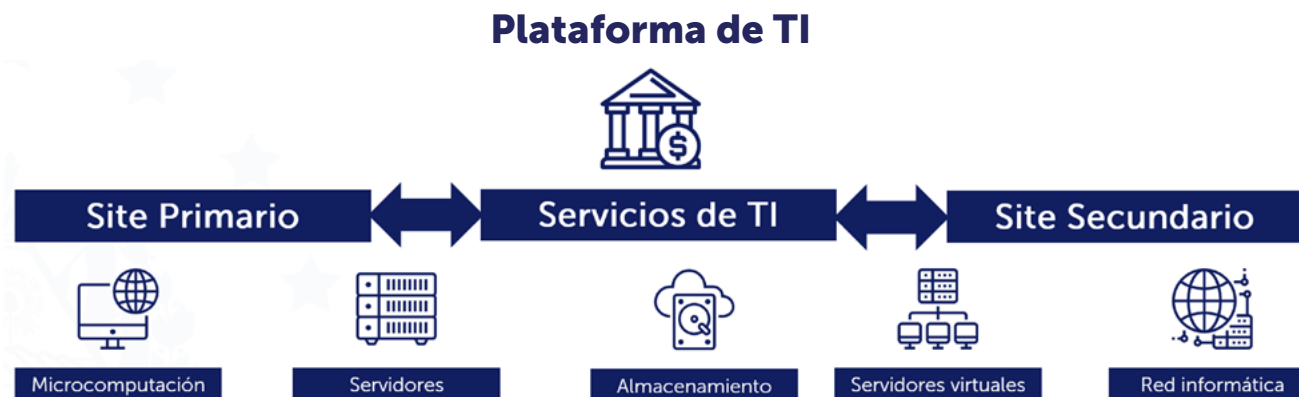 Plataforma de TI
$
Site Primario
Servicios de TI
Site Secundario
Microcomputación
Servidores
Almacenamiento
Servidores virtuales
Red informática